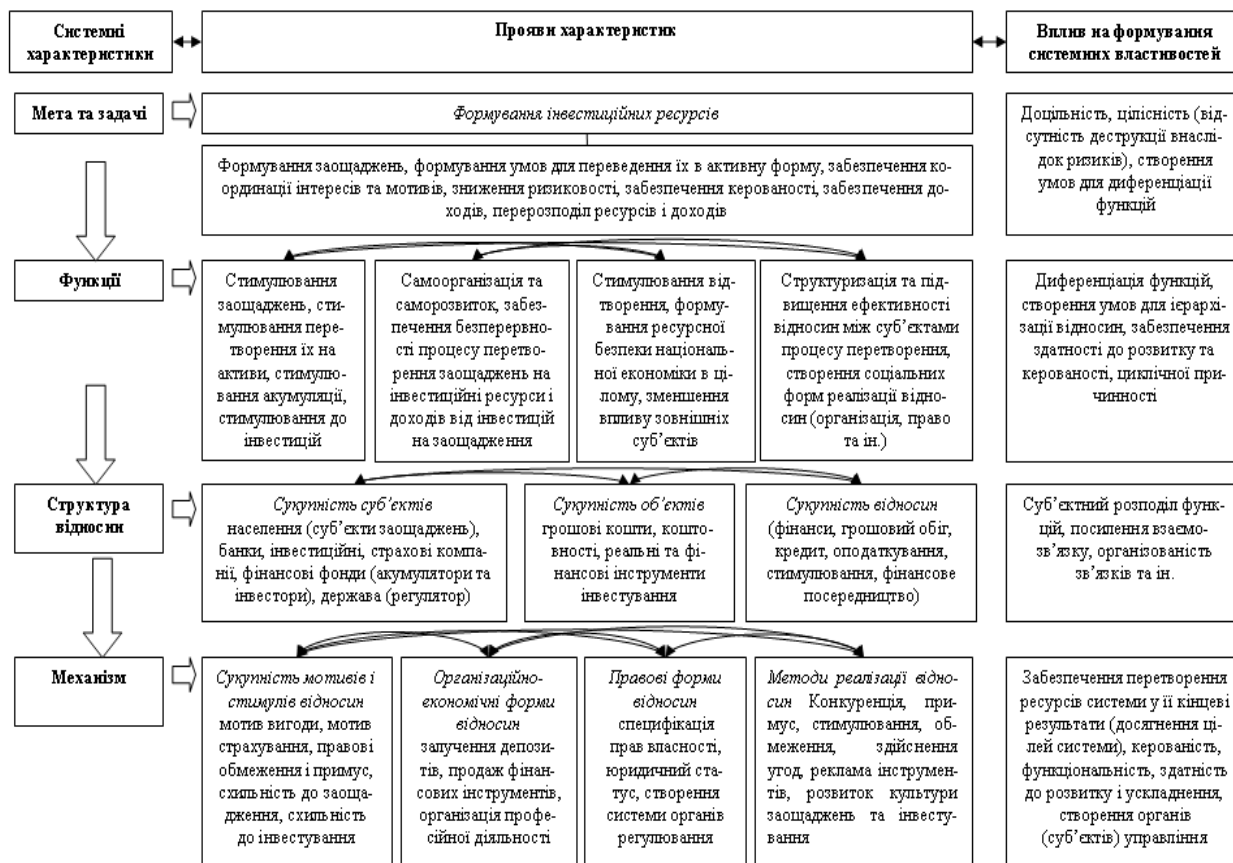 Системні
характеристики
Прояви характеристик
Вплив на формування
системних властивостей
Мета та задачі
Формування інвестиційних ресурсів
Формування заощаджень, формування умов для переведення їх в активну форму, забезпечення ко-
ординації інтересів та мотивів, зниження ризиковості, забезпечення керованості, забезпечення до-
ходів, перерозподіл ресурсів і доходів
Доцільність, цілісність (від-
сутність деструкції внаслі-
док ризиків), створення
умов для диференціації
функцій
Функції
Стимулювання
заощаджень, сти-
мулювання пере-
творення їх на
активи, стимулю-
вання акумуляції,
стимулювання до
інвестицій
Самоорганізація та
саморозвиток, забез-
печення безперервно-
сті процесу перетво-
рення заощаджень на
інвестиційні ресурси і
доходів від інвестицій
на заощадження
Стимулювання від-
творення, форму-
вання ресурсної
безпеки національ-
ної економіки в ці-
лому, зменшення
впливу зовнішніх
суб’єктів
Структуризація та під-
вищення ефективності
відносин між суб’єктами
процесу перетворення,
створення соціальних
форм реалізації відно-
син (організація, право
та ін.)
Диференціація функцій,
створення умов для ієрархі-
зації відносин, забезпечення
здатності до розвитку та
керованості, циклічної при-
чинності
Структура
відносин
Сукупність суб’єктів
населення (суб’єкти заощаджень),
банки, інвестиційні, страхові компа-
нії, фінансові фонди (акумулятори та
інвестори), держава (регулятор)
Сукупність об’єктів
грошові кошти, кошто-
вності, реальні та фі-
нансові інструменти
інвестування
Сукупність відносин
(фінанси, грошовий обіг,
кредит, оподаткування,
стимулювання, фінансове
посередництво)
Суб’єктний розподіл функ-
цій, посилення взаємо-
зв’язку, організованість
зв’язків та ін.
Механізм
Сукупність мотивів і
стимулів відносин
мотив вигоди, мотив
страхування, правові
обмеження і примус,
схильність до заоща-
дження, схильність
до інвестування
Організаційно-
економічні форми
відносин
залучення депози-
тів, продаж фінан-
сових інструментів,
організація профе-
сійної діяльності
Правові форми
відносин
специфікація
прав власності,
юридичний ста-
тус, створення
системи органів
регулювання
Методи реалізації відно-
син Конкуренція, при-
мус, стимулювання, об-
меження, здійснення
угод, реклама інструмен-
тів, розвиток культури
заощаджень та інвесту-
вання
Забезпечення перетворення
ресурсів системи у її кінцеві
результати (досягнення ці-
лей системи), керованість,
функціональність, здатність
до розвитку і ускладнення,
створення органів
(суб’єктів) управління